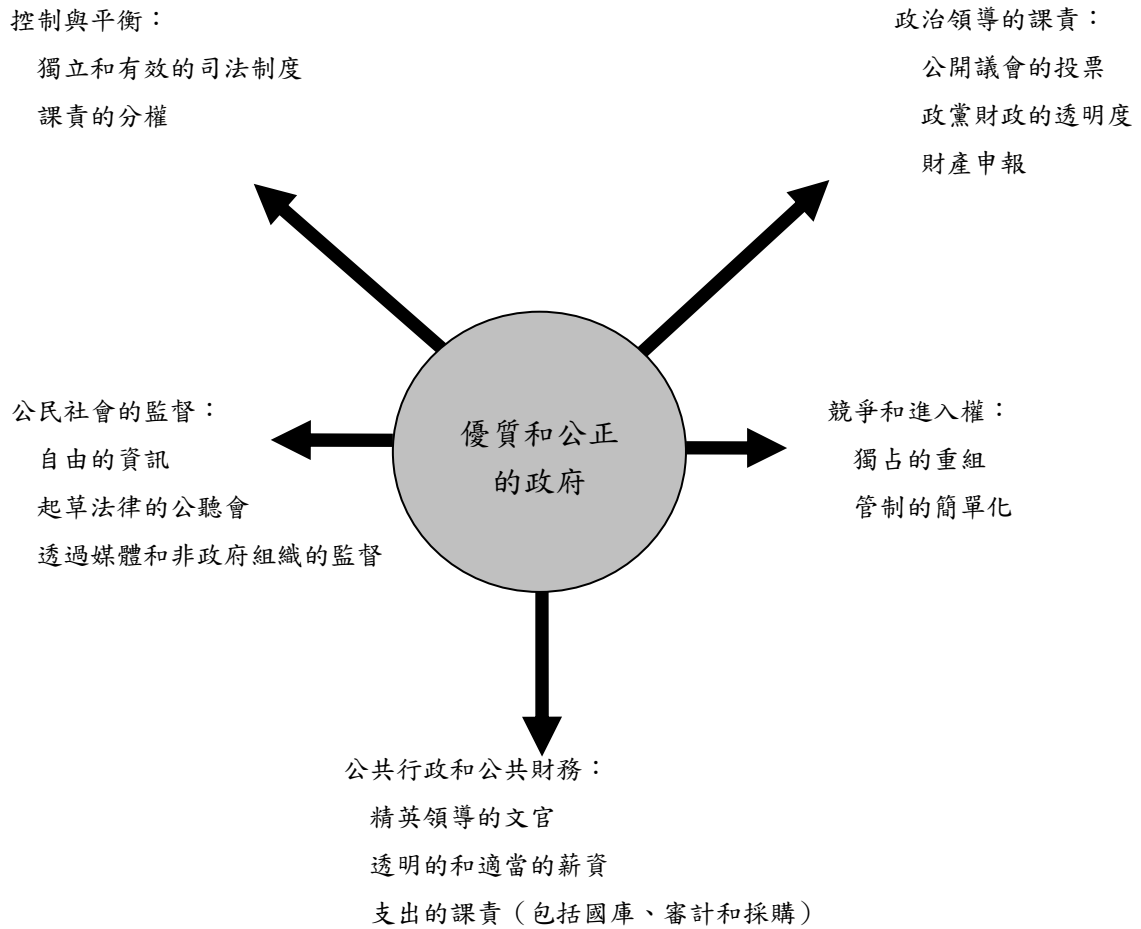 控制與平衡：
獨立和有效的司法制度
課責的分權
政治領導的課責：
公開議會的投票
政黨財政的透明度
財產申報
公民社會的監督：
自由的資訊
起草法律的公聽會
透過媒體和非政府組織的監督
優質和公正
的政府
競爭和進入權：
獨占的重組
管制的簡單化
公共行政和公共財務：
精英領導的文官
透明的和適當的薪資
支出的課責（包括國庫、審計和採購）